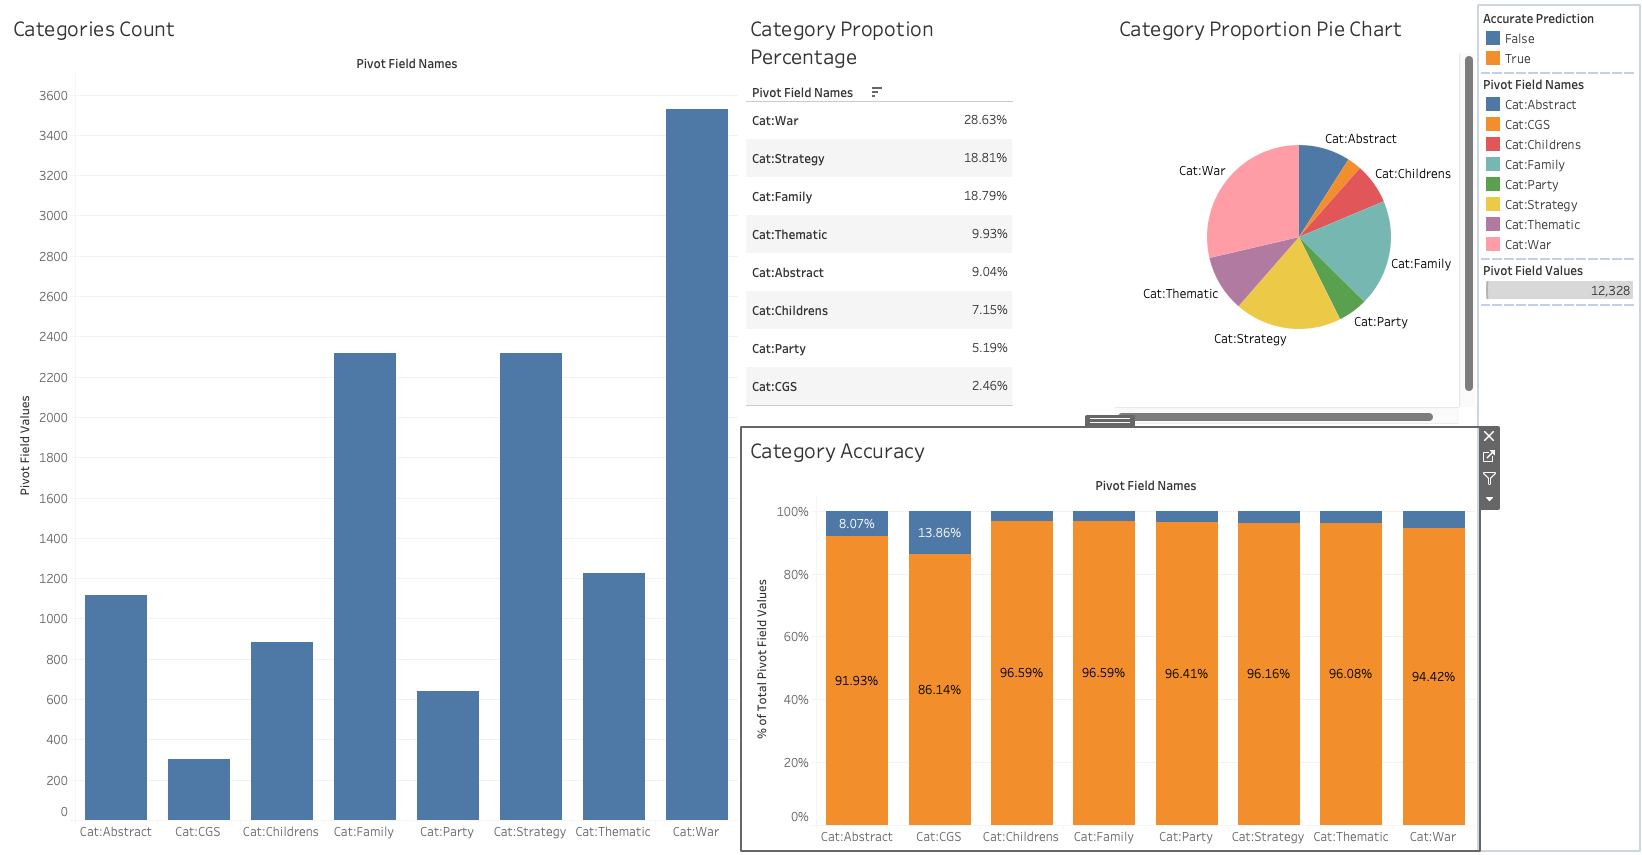 Categories Count
Pivot Field Names
3600
3400
3200
3000
2800
2600
2400
2200
2000
1800
1600
1400
1200
1000
800
600
400
200
0
Pivot Field Values
Cat:Abstract Cat:CGS Cat:Childrens Cat:Family Cat:Party Cat:Strategy Cat:Thematic Cat:War
Category Propotion
Percentage
Pivot Field Names
Cat:War 28.63%
Cat:Strategy 18.81%
Cat:Family 18.79%
Cat:Thematic 9.93%
Cat:Abstract 9.04%
Cat:Childrens 7.15%
Cat:Party 5.19%
Cat:CGS 2.46%
Category Proportion Pie Chart
Cat:Abstract
Cat:War
Cat:Childrens
Cat:Family
Cat:Thematic
Cat:Party
Cat:Strategy
Category Accuracy
Pivot Field Names
100%
80%
60%
40%
20%
0%
% of Total Pivot Field Values
8.07% 13.86%
91.93% 86.14% 96.59% 96.59% 96.41% 96.16% 96.08% 94.42%
Cat:Abstract Cat:CGS Cat:Childrens Cat:Family Cat:Party Cat:Strategy Cat:Thematic Cat:War
Accurate Prediction
False
True
Pivot Field Names
Cat:Abstract
Cat:CGS
Cat:Childrens
Cat:Family
Cat:Party
Cat:Strategy
Cat:Thematic
Cat:War
Pivot Field Values
12,328